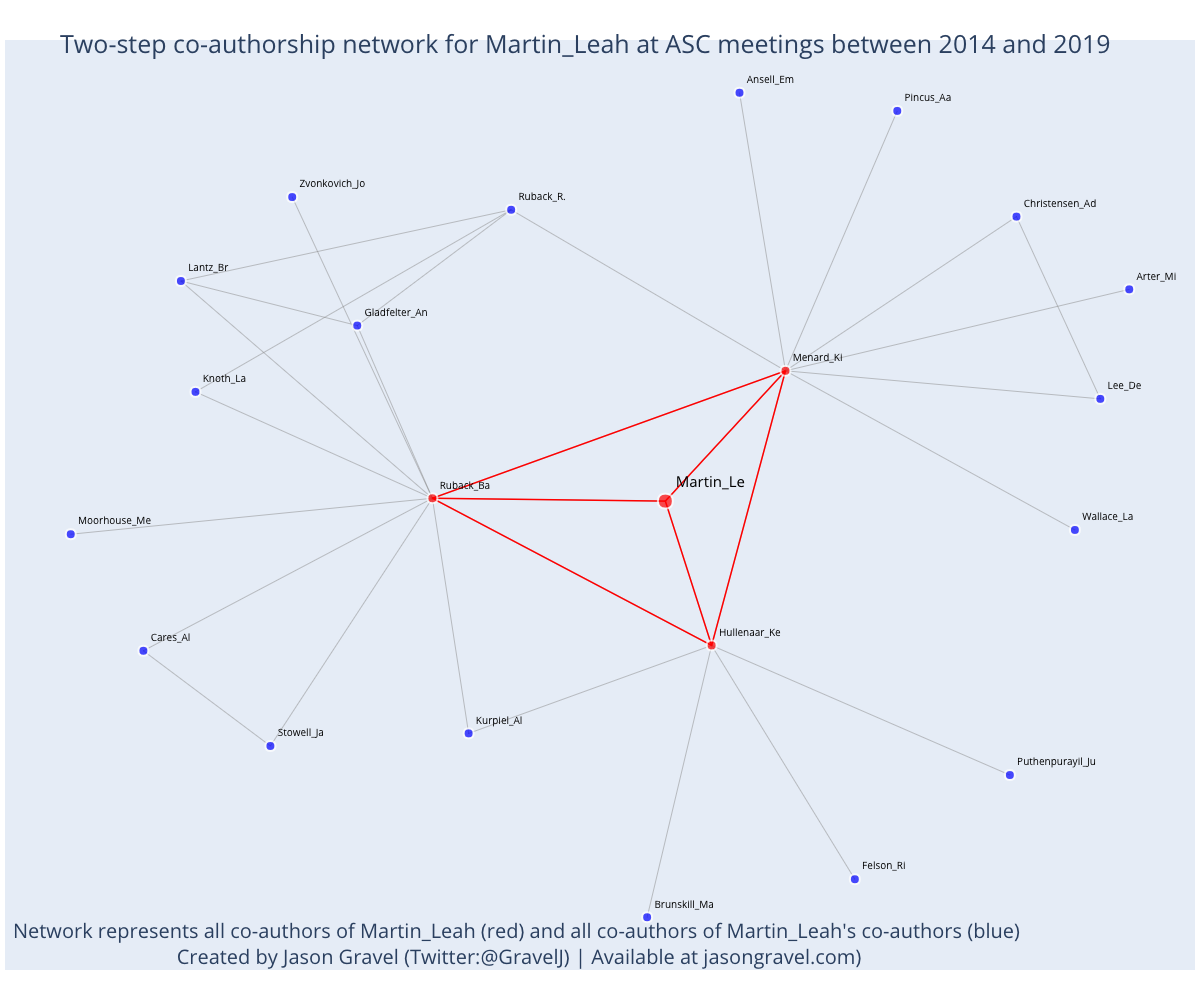 Two-step co-authorship network for Martin_Leah at ASC meetings between 2014 and 2019
Ansell_Em
Pincus_Aa
Zvonkovich_Jo
Ruback_R.
Christensen_Ad
Lantz_Br
Arter_Mi
Gladfelter_An
Menard_Ki
Knoth_La
Lee_De
Martin_Le
Ruback_Ba
Moorhouse_Me
Wallace_La
Cares_Al
Hullenaar_Ke
Stowell_Ja
Kurpiel_Al
Puthenpurayil_Ju
Felson_Ri
Brunskill_Ma
Network represents all co-authors of Martin_Leah (red) and all co-authors of Martin_Leah's co-authors (blue)
Created by Jason Gravel (Twitter:@GravelJ) | Available at jasongravel.com)